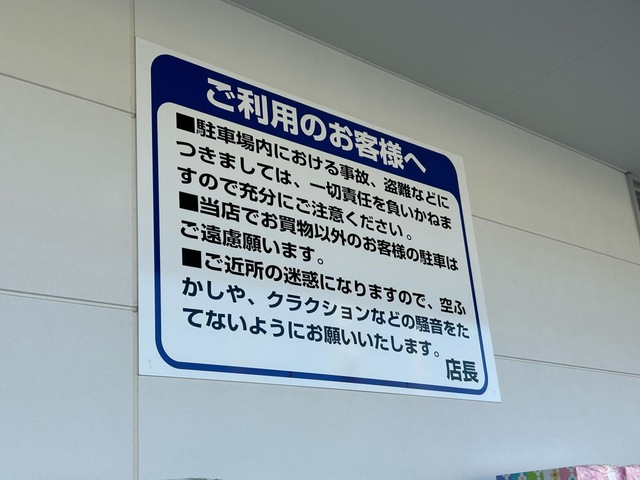 ご利用のお客様へ
■駐車場内における事故、盗難などに
つきましては、一切責任を負いかねま
すので充分にご注意ください。
■当店でお買物以外のお客様の駐車は
ご遠慮願います。
■ご近所の迷惑になりますので、空ふ
かしや、クラクションなどの騒音をた
てないようにお願いいたします。
店長